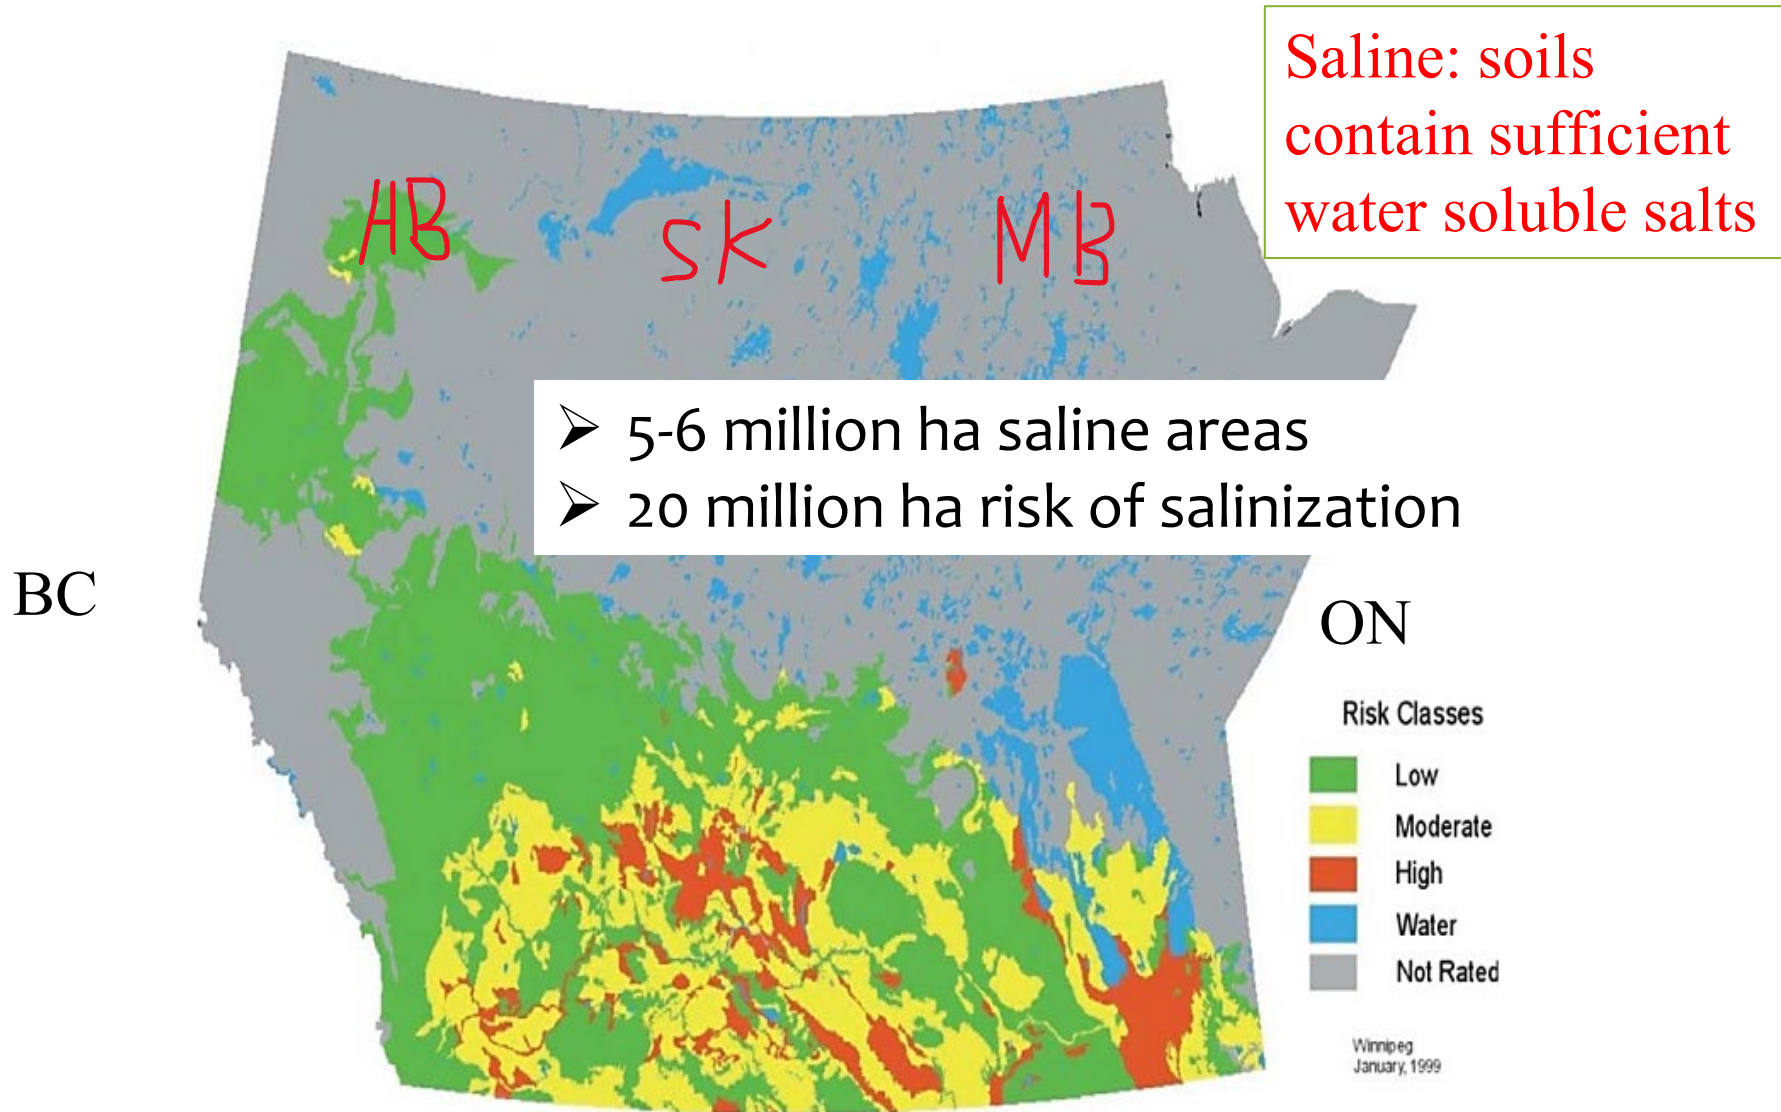 Saline: soils
contain sufficient
water soluble salts
HB
SK
MB
➢ 5-6 million ha saline areas
➢ 20 million ha risk of salinization
BC
ON
Risk Classes
Low
Moderate
High
Water
Not Rated
Winnipeg
January, 1999